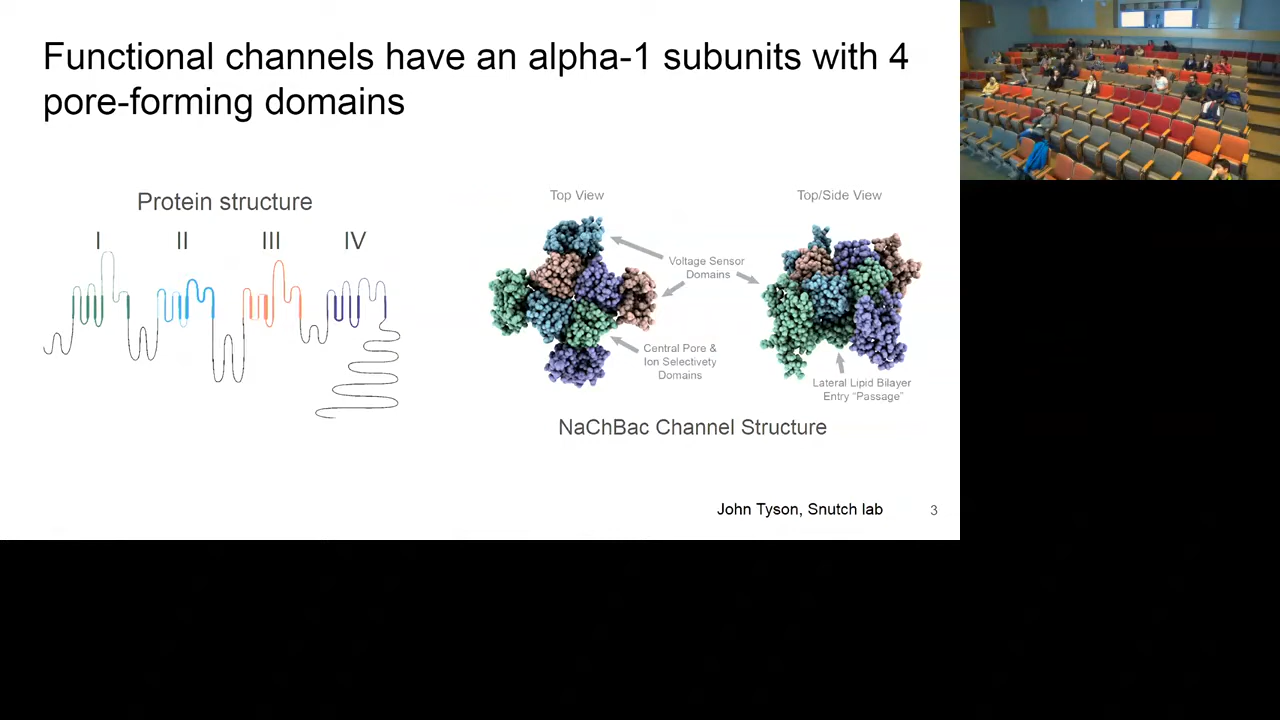 Functional channels have an alpha-1 subunits with 4
pore-forming domains
Protein structure
I II III IV
Top View
Top/Side View
Voltage Sensor
Domains
Central Pore &
Ion Selectivety
Domains
Lateral Lipid Bilayer
Entry “Passage”
NaChBac Channel Structure
John Tyson, Snutch lab
3